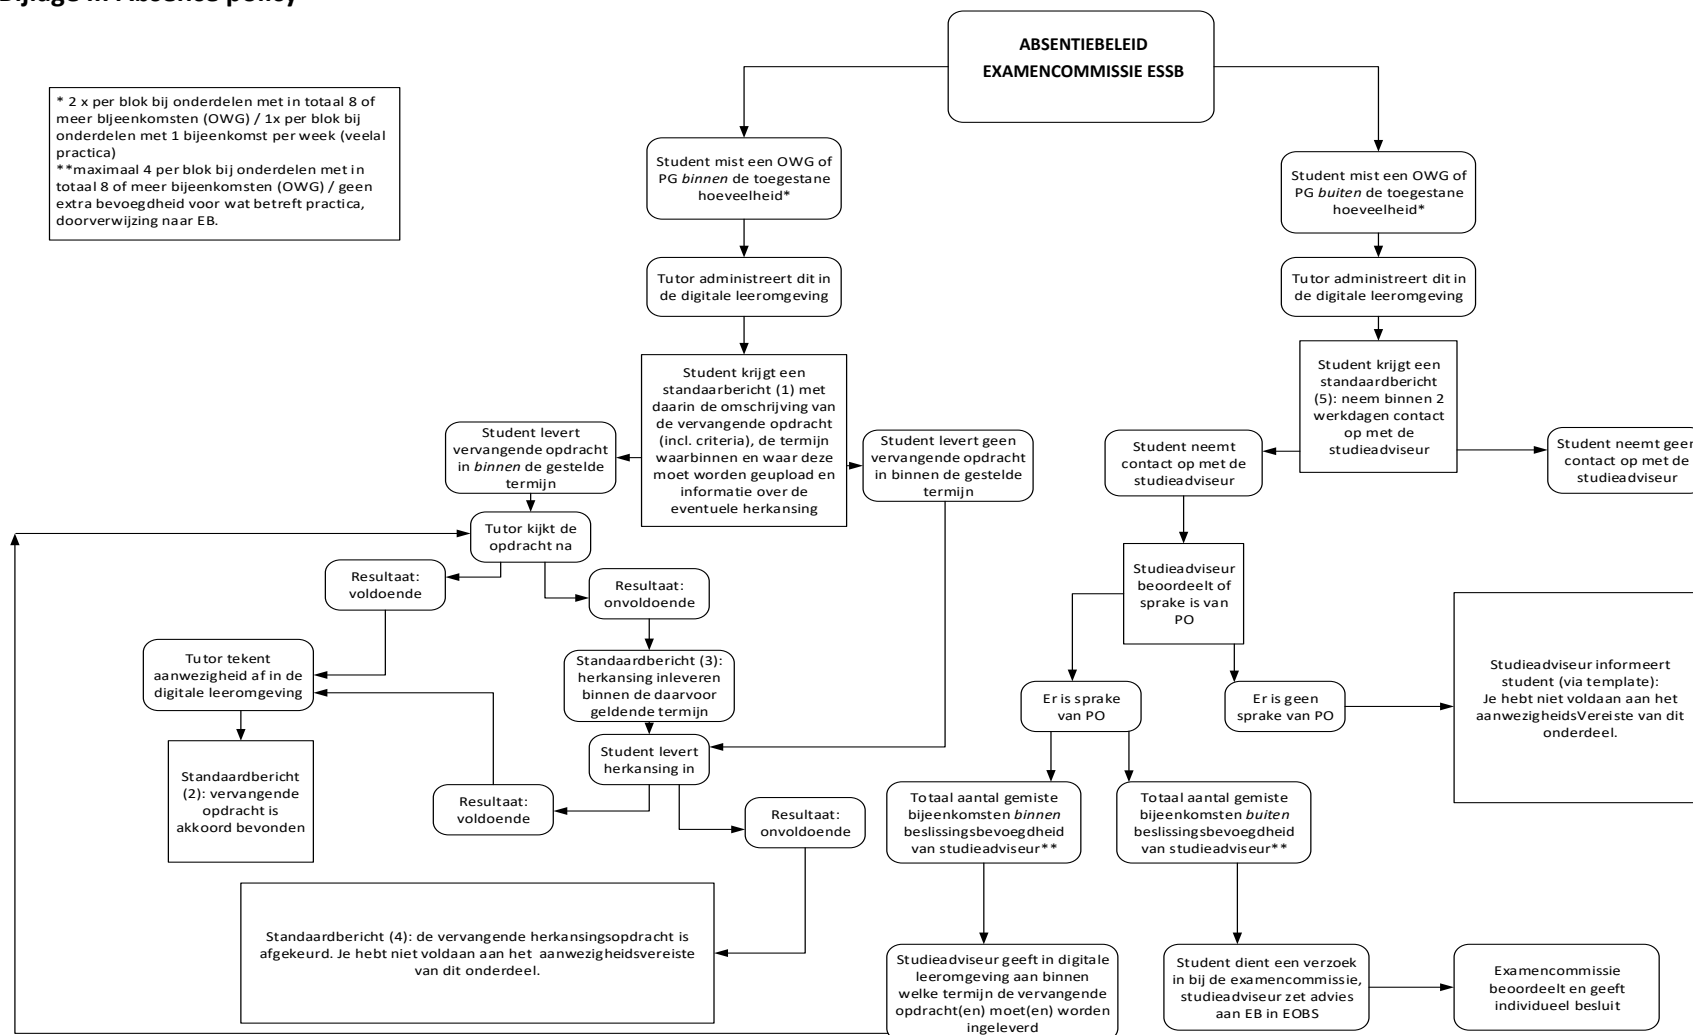 ABSENTIEBELEID
EXAMENCOMMISSIE ESSB
* 2 x per blok bij onderdelen met in totaal 8 of
meer bljeenkomsten (OWG) / 1x per blok bij
onderdelen met 1 bijeenkomst per week (veelal
practica)
**maximaal 4 per blok bij onderdelen met in
totaal 8 of meer bijeenkomsten (OWG) / geen
extra bevoegdheid voor wat betreft practica,
doorverwijzing naar EB.
Student mist een OWG of
PG binnen de toegestane
hoeveelheid*
Tutor administreert dit in
de digitale leeromgeving
Student krijgt een
standaarbericht (1) met
daarin de omschrijving van
de vervangende opdracht
(incl. criteria), de termijn
waarbinnen en waar deze
moet worden geupload en
informatie over de
eventuele herkansing
Student levert
vervangende opdracht
in binnen de gestelde
termijn
Student levert geen
vervangende opdracht
in binnen de gestelde
termijn
Tutor kijkt de
opdracht na
Resultaat:
voldoende
Resultaat:
onvoldoende
Tutor tekent
aanwezigheid af in de
digitale leeromgeving
Standaardbericht (3):
herkansing inleveren
binnen de daarvoor
geldende termijn
Student levert
herkansing in
Standaardbericht
(2): vervangende
opdracht is
akkoord bevonden
Resultaat:
voldoende
Resultaat:
onvoldoende
Standaardbericht (4): de vervangende herkansingsopdracht is
afgekeurd. Je hebt niet voldaan aan het aanwezigheidsvereiste
van dit onderdeel.
Student mist een OWG of
PG buiten de toegestane
hoeveelheid*
Tutor administreert dit in
de digitale leeromgeving
Student krijgt een
standaardbericht
(5): neem binnen 2
werkdagen contact
op met de
studieadviseur
Student neemt
contact op met de
studieadviseur
Student neemt geen
contact op met de
studieadviseur
Studieadviseur
beoordeelt of
sprake is van
PO
Er is sprake
van PO
Er is geen
sprake van PO
Studieadviseur informeert
student (via template):
Je hebt niet voldaan aan het
aanwezigheidsVereiste van dit
onderdeel.
Totaal aantal gemiste
bijeenkomsten binnen
beslissingsbevoegdheid
van studieadviseur**
Totaal aantal gemiste
bijeenkomsten buiten
beslissingsbevoegdheid
van studieadviseur**
Studieadviseur geeft in digitale
leeromgeving aan binnen
welke termijn de vervangende
opdracht(en) moet(en) worden
ingeleverd
Student dient een verzoek
in bij de examencommissie,
studieadviseur zet advies
aan EB in EOBS
Examencommissie
beoordeelt en geeft
individueel besluit